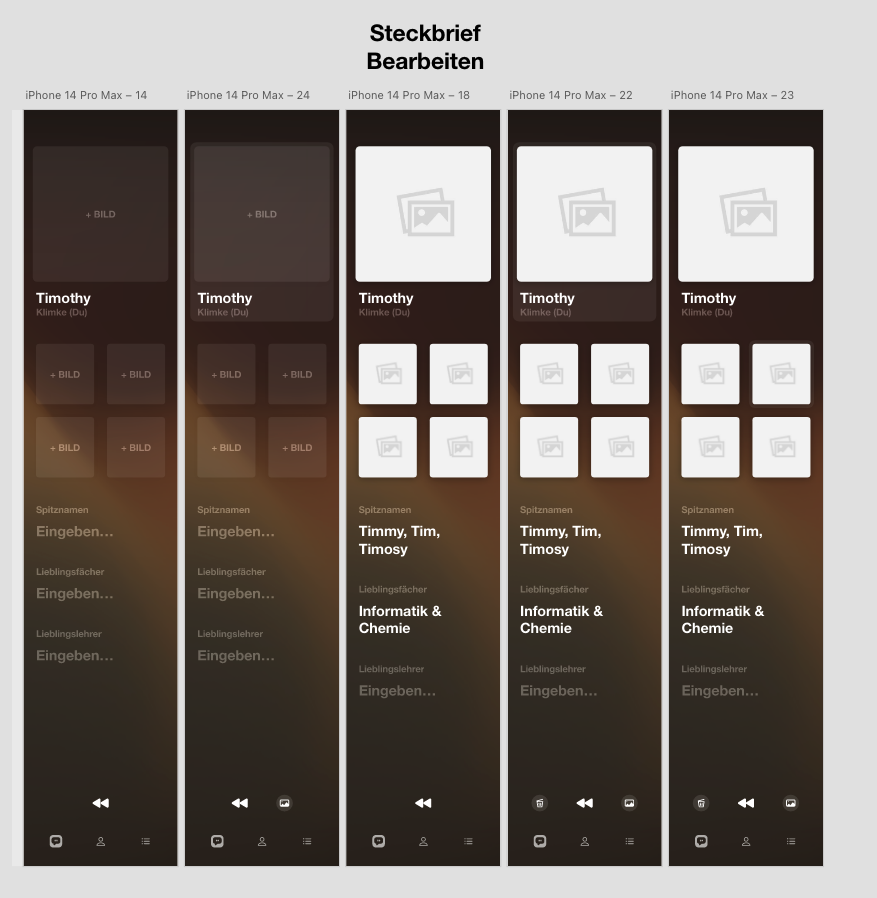 Steckbrief
Bearbeiten
iPhone 14 Pro Max – 14
iPhone 14 Pro Max – 24
iPhone 14 Pro Max – 18
iPhone 14 Pro Max – 22
iPhone 14 Pro Max – 23
+ BILD
Timothy
Klimke (Du)
+ BILD
+ BILD
+ BILD
+ BILD
Spitznamen
Eingeben...
Lieblingsfächer
Eingeben...
Lieblingslehrer
Eingeben...
+ BILD
Timothy
Klimke (Du)
+ BILD
+ BILD
+ BILD
+ BILD
Spitznamen
Eingeben...
Lieblingsfächer
Eingeben...
Lieblingslehrer
Eingeben...
Timothy
Klimke (Du)
Spitznamen
Timmy, Tim,
Timosy
Lieblingsfächer
Informatik &
Chemie
Lieblingslehrer
Eingeben...
Timothy
Klimke (Du)
Spitznamen
Timmy, Tim,
Timosy
Lieblingsfächer
Informatik &
Chemie
Lieblingslehrer
Eingeben...
Timothy
Klimke (Du)
Spitznamen
Timmy, Tim,
Timosy
Lieblingsfächer
Informatik &
Chemie
Lieblingslehrer
Eingeben...